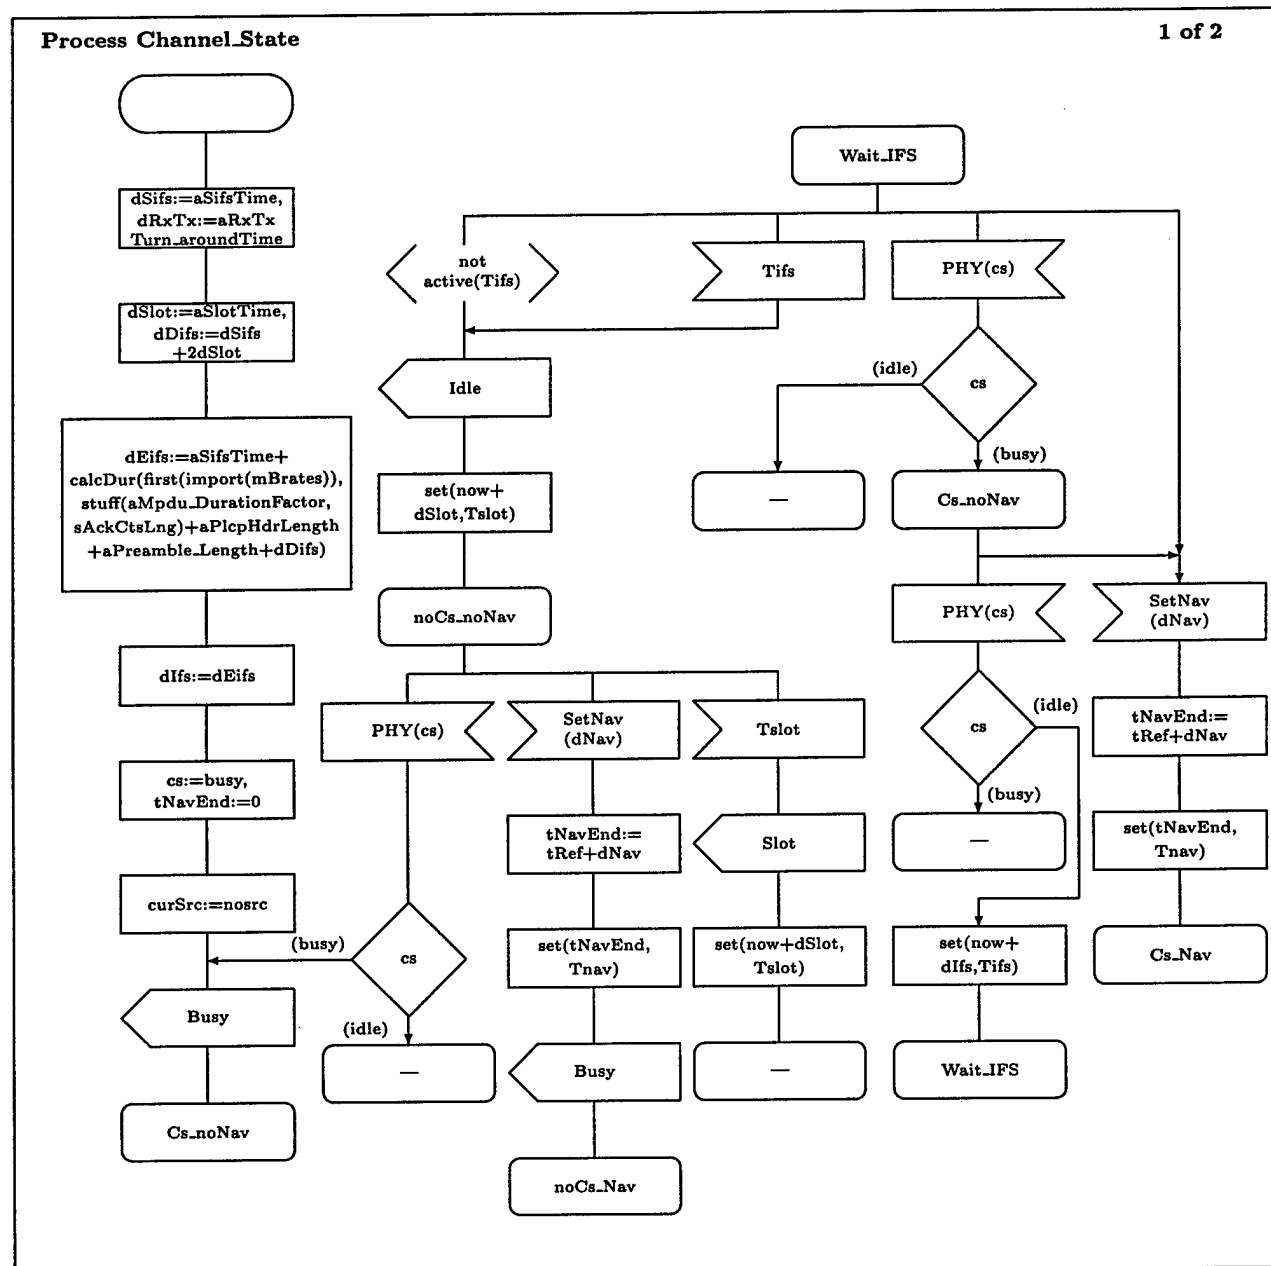 Process Channel_State
1 of 2
dSifs:=aSifsTime,
dRxTx:=aRxTx
Turn_aroundTime
dSlot:=aSlotTime,
dDifs:=dSifs
+2dSlot
dEifs:=aSifsTime+
calcDur(first(import(mBrates)),
stuff(aMpdu_DurationFactor,
sAckCtsLng)+aPlcpHdrLength
+aPreamble_Length+dDifs)
dIfs:=dEifs
cs:=busy,
tNavEnd:=0
curSrc:=nosrc
Busy
Cs_noNav
Wait_IFS
not
active(Tifs)
Tifs
PHY(cs)
Idle
(idle)
cs
(busy)
set(now+
dSlot,Tslot)
—
Cs_noNav
noCs_noNav
PHY(cs)
SetNav
(dNav)
PHY(cs)
SetNav
(dNav)
Tslot
cs
(idle)
(busy)
tNavEnd:=
tRef+dNav
tNavEnd:=
tRef+dNav
Slot
—
set(tNavEnd,
Tnav)
(busy)
cs
(idle)
set(tNavEnd,
Tnav)
set(now+dSlot,
Tslot)
set(now+
dIfs,Tifs)
Cs_Nav
—
Busy
—
Wait_IFS
noCs_Nav